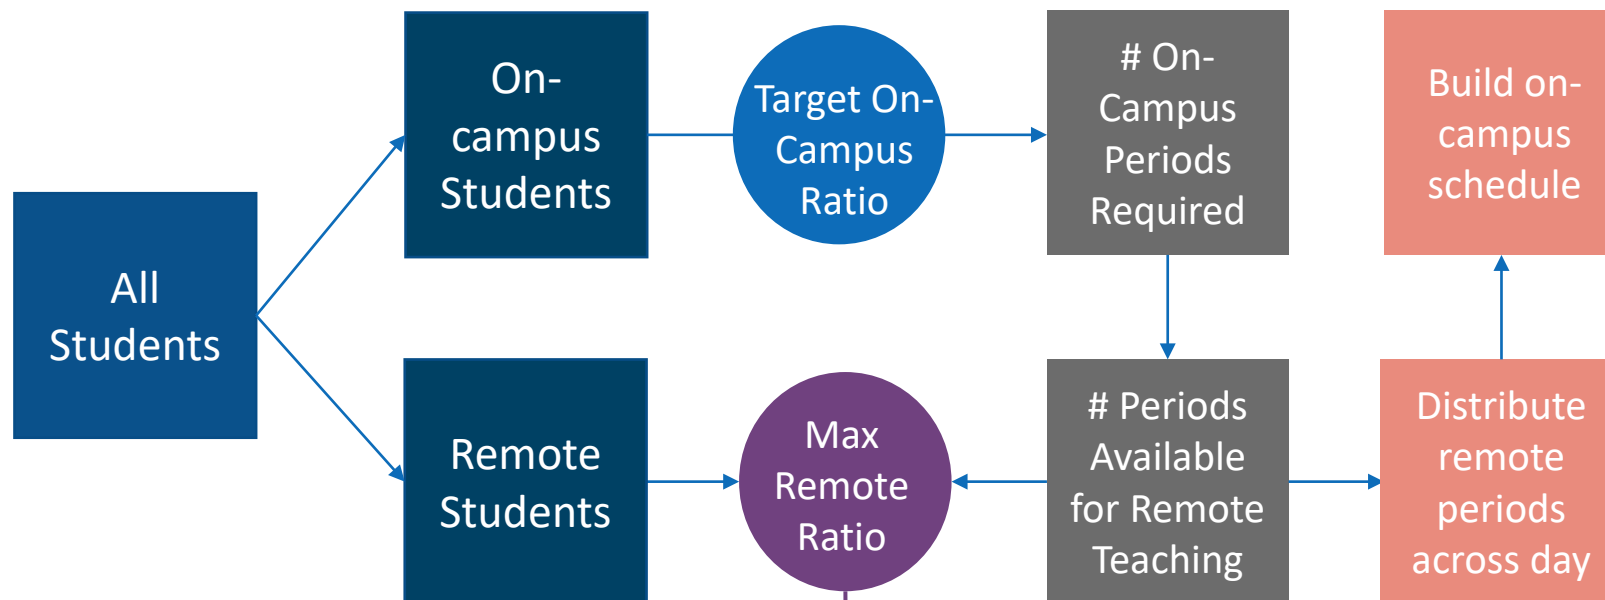 All
Students
On-
campus
Students
Target On-
Campus
Ratio
# On-
Campus
Periods
Required
Build on-
campus
schedule
Remote
Students
Max
Remote
Ratio
# Periods
Available
for Remote
Teaching
Distribute
remote
periods
across day